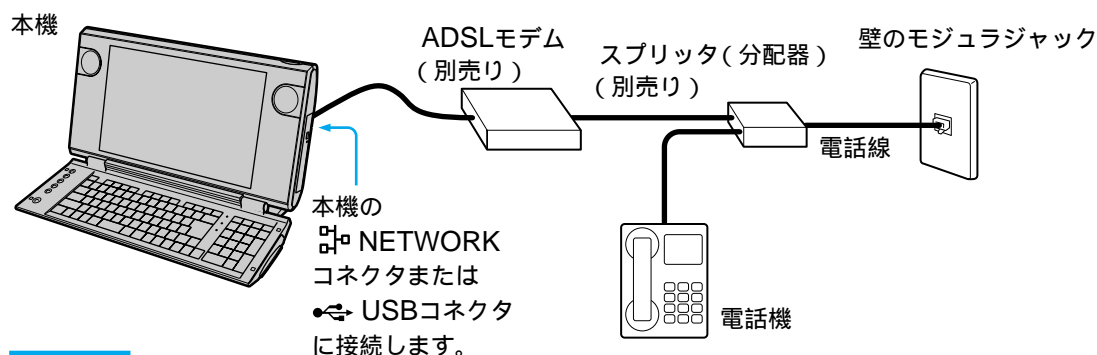 本機
ADSLモデム
(別売り)
スプリッタ(分配器)
(別売り)
壁のモジュラジャック
電話線
本機の
NETWORK
コネクタまたは
USBコネクタ
に接続します。
電話機